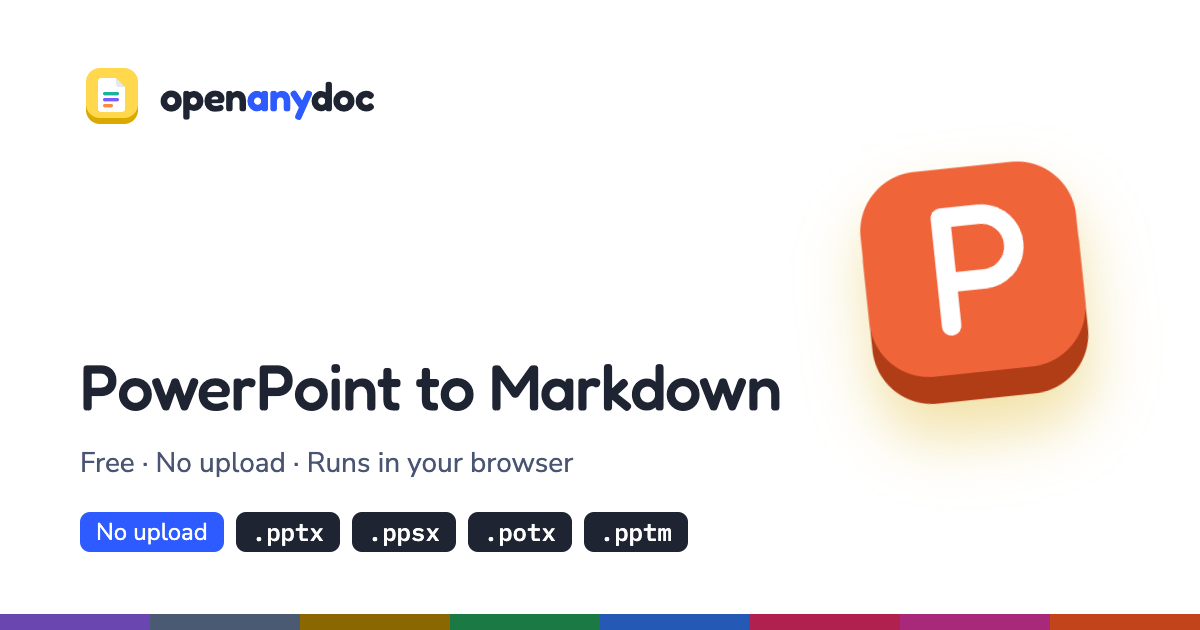 openanydoc
P
PowerPoint to Markdown
Free · No upload · Runs in your browser
No upload .pptx .ppsx .potx .pptm